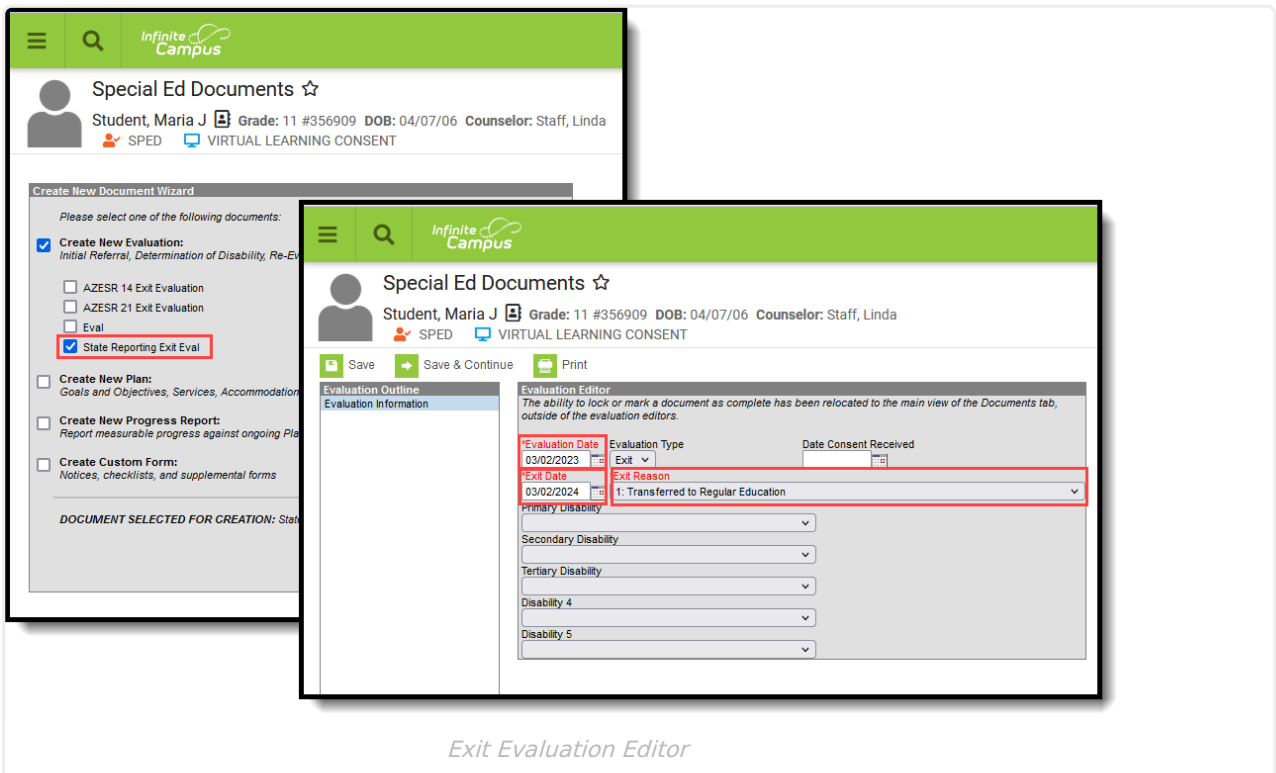 Infinite
Campus
Special Ed Documents
Student, Maria J Grade: 11 #356909 DOB: 04/07/06 Counselor: Staff, Linda
SPED VIRTUAL LEARNING CONSENT
Create New Document Wizard
Please select one of the following documents:
Create New Evaluation:
Initial Referral, Determination of Disability, Re-Ev
AZESR 14 Exit Evaluation
AZESR 21 Exit Evaluation
Eval
State Reporting Exit Eval
Create New Plan:
Goals and Objectives, Services, Accommodation
Create New Progress Report:
Report measurable progress against ongoing Pla
Create Custom Form:
Notices, checklists, and supplemental forms
DOCUMENT SELECTED FOR CREATION: Stat
Infinite
Campus
Special Ed Documents
Student, Maria J Grade: 11 #356909 DOB: 04/07/06 Counselor: Staff, Linda
SPED VIRTUAL LEARNING CONSENT
Save Save & Continue Print
Evaluation Outline
Evaluation Information
Evaluation Editor
The ability to lock or mark a document as complete has been relocated to the main view of the Documents tab,
outside of the evaluation editors.
*Evaluation Date Evaluation Type Date Consent Received
03/02/2023 Exit
*Exit Date Exit Reason
03/02/2024 1: Transferred to Regular Education
Primary Disability
Secondary Disability
Tertiary Disability
Disability 4
Disability 5
Exit Evaluation Editor